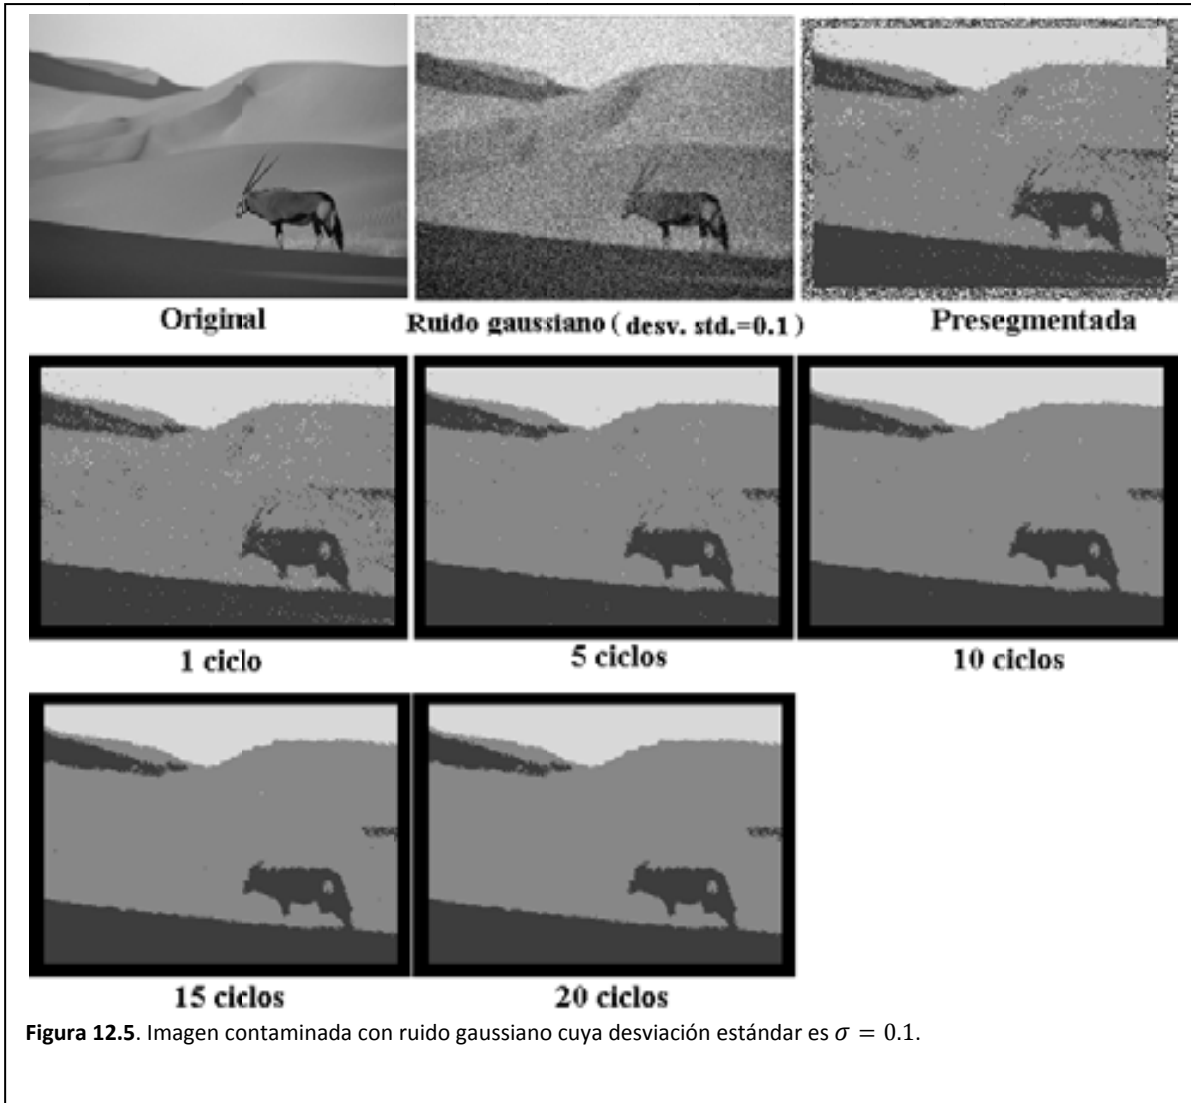 Original
Ruido gaussiano ( desv. std.=0.1 )
Presegmentada
1 ciclo
5 ciclos
10 ciclos
15 ciclos
20 ciclos
Figura 12.5. Imagen contaminada con ruido gaussiano cuya desviación estándar es σ = 0.1.